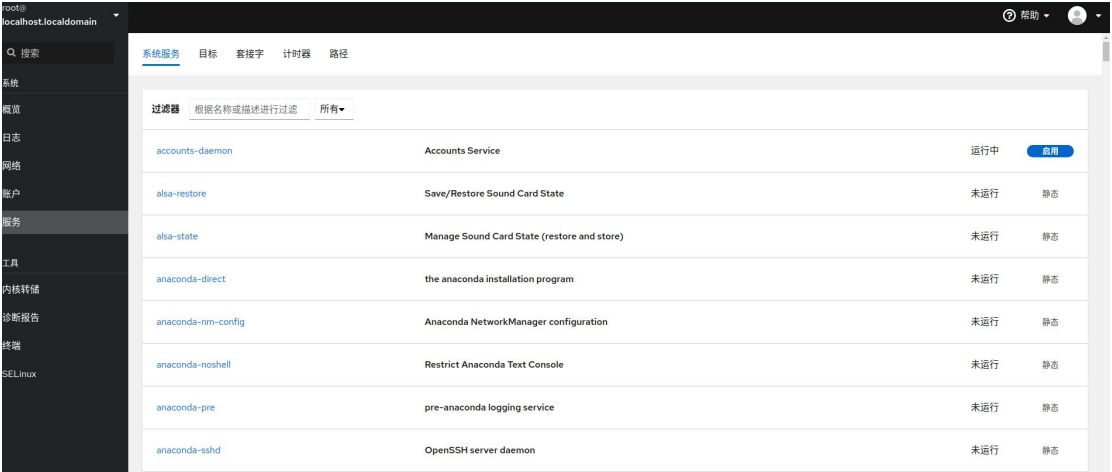 root@
localhost.localdomain
帮助
搜索
系统
概览
日志
网络
账户
服务
工具
内核转储
诊断报告
终端
SELinux
系统服务 目标 套接字 计时器 路径
过滤器 根据名称或描述进行过滤 所有
accounts-daemon Accounts Service 运行中 启用
alsa-restore Save/Restore Sound Card State 未运行 静态
alsa-state Manage Sound Card State (restore and store) 未运行 静态
anaconda-direct the anaconda installation program 未运行 静态
anaconda-nm-config Anaconda NetworkManager configuration 未运行 静态
anaconda-noshell Restrict Anaconda Text Console 未运行 静态
anaconda-pre pre-anaconda logging service 未运行 静态
anaconda-sshd OpenSSH server daemon 未运行 静态